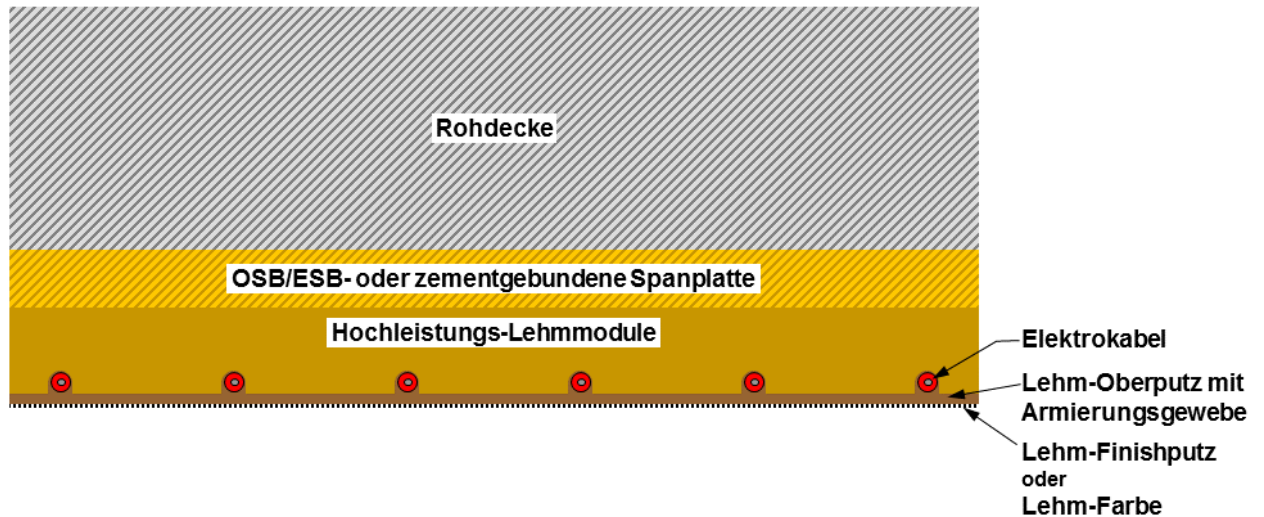 Rohdecke
OSB/ESB- oder zementgebundene Spanplatte
Hochleistungs-Lehmmodule
Elektrokabel
Lehm-Oberputz mit
Armierungsgewebe
Lehm-Finishputz
oder
Lehm-Farbe